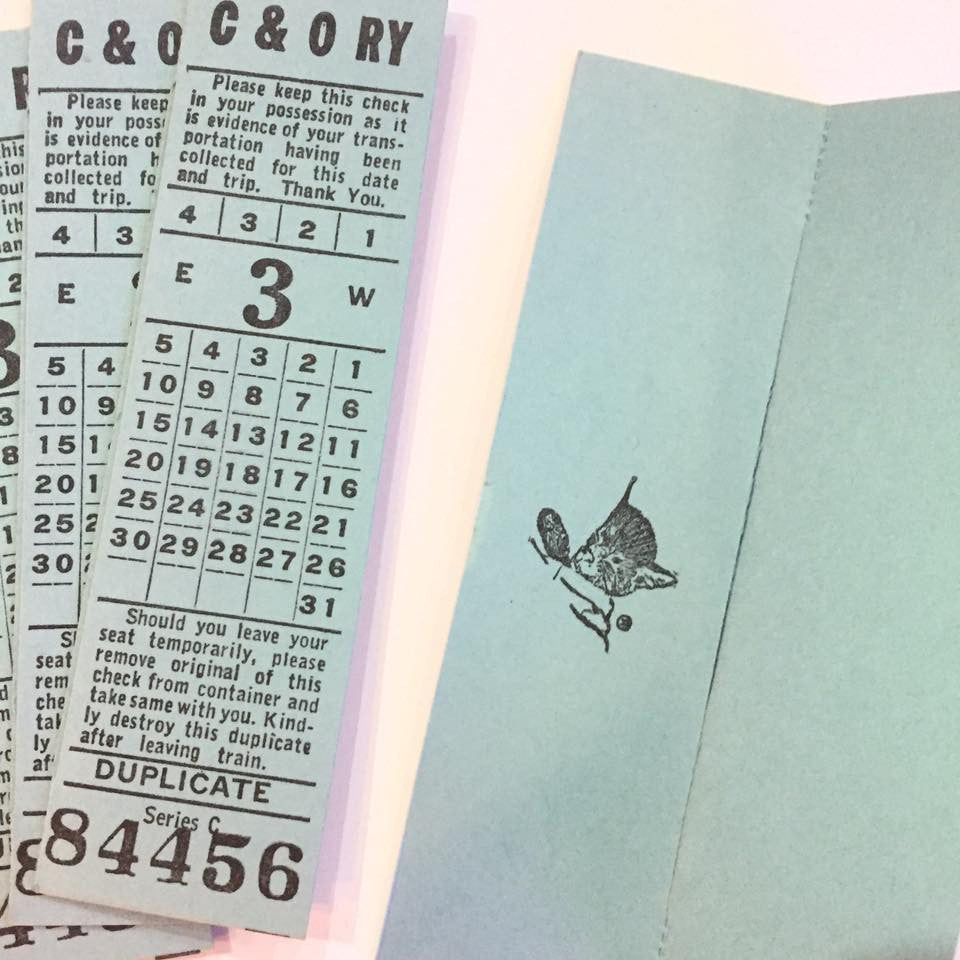 C & O RY
Please keep this check
in your possession as it
is evidence of your trans-
portation having been
collected for this date
and trip. Thank You.
4 3 2 1
E 3 W
5 4 3 2 1
10 9 8 7 6
15 14 13 12 11
20 19 18 17 16
25 24 23 22 21
30 29 28 27 26
31
Should you leave your
seat temporarily, please
remove original of this
check from container and
take same with you. Kind-
ly destroy this duplicate
after leaving train.
DUPLICATE
Series C
84456
C & O
Please keep
in your
is evidence of
portation
collected
and trip.
4 3
E
5 4
10 9
15
20
25
30
seat